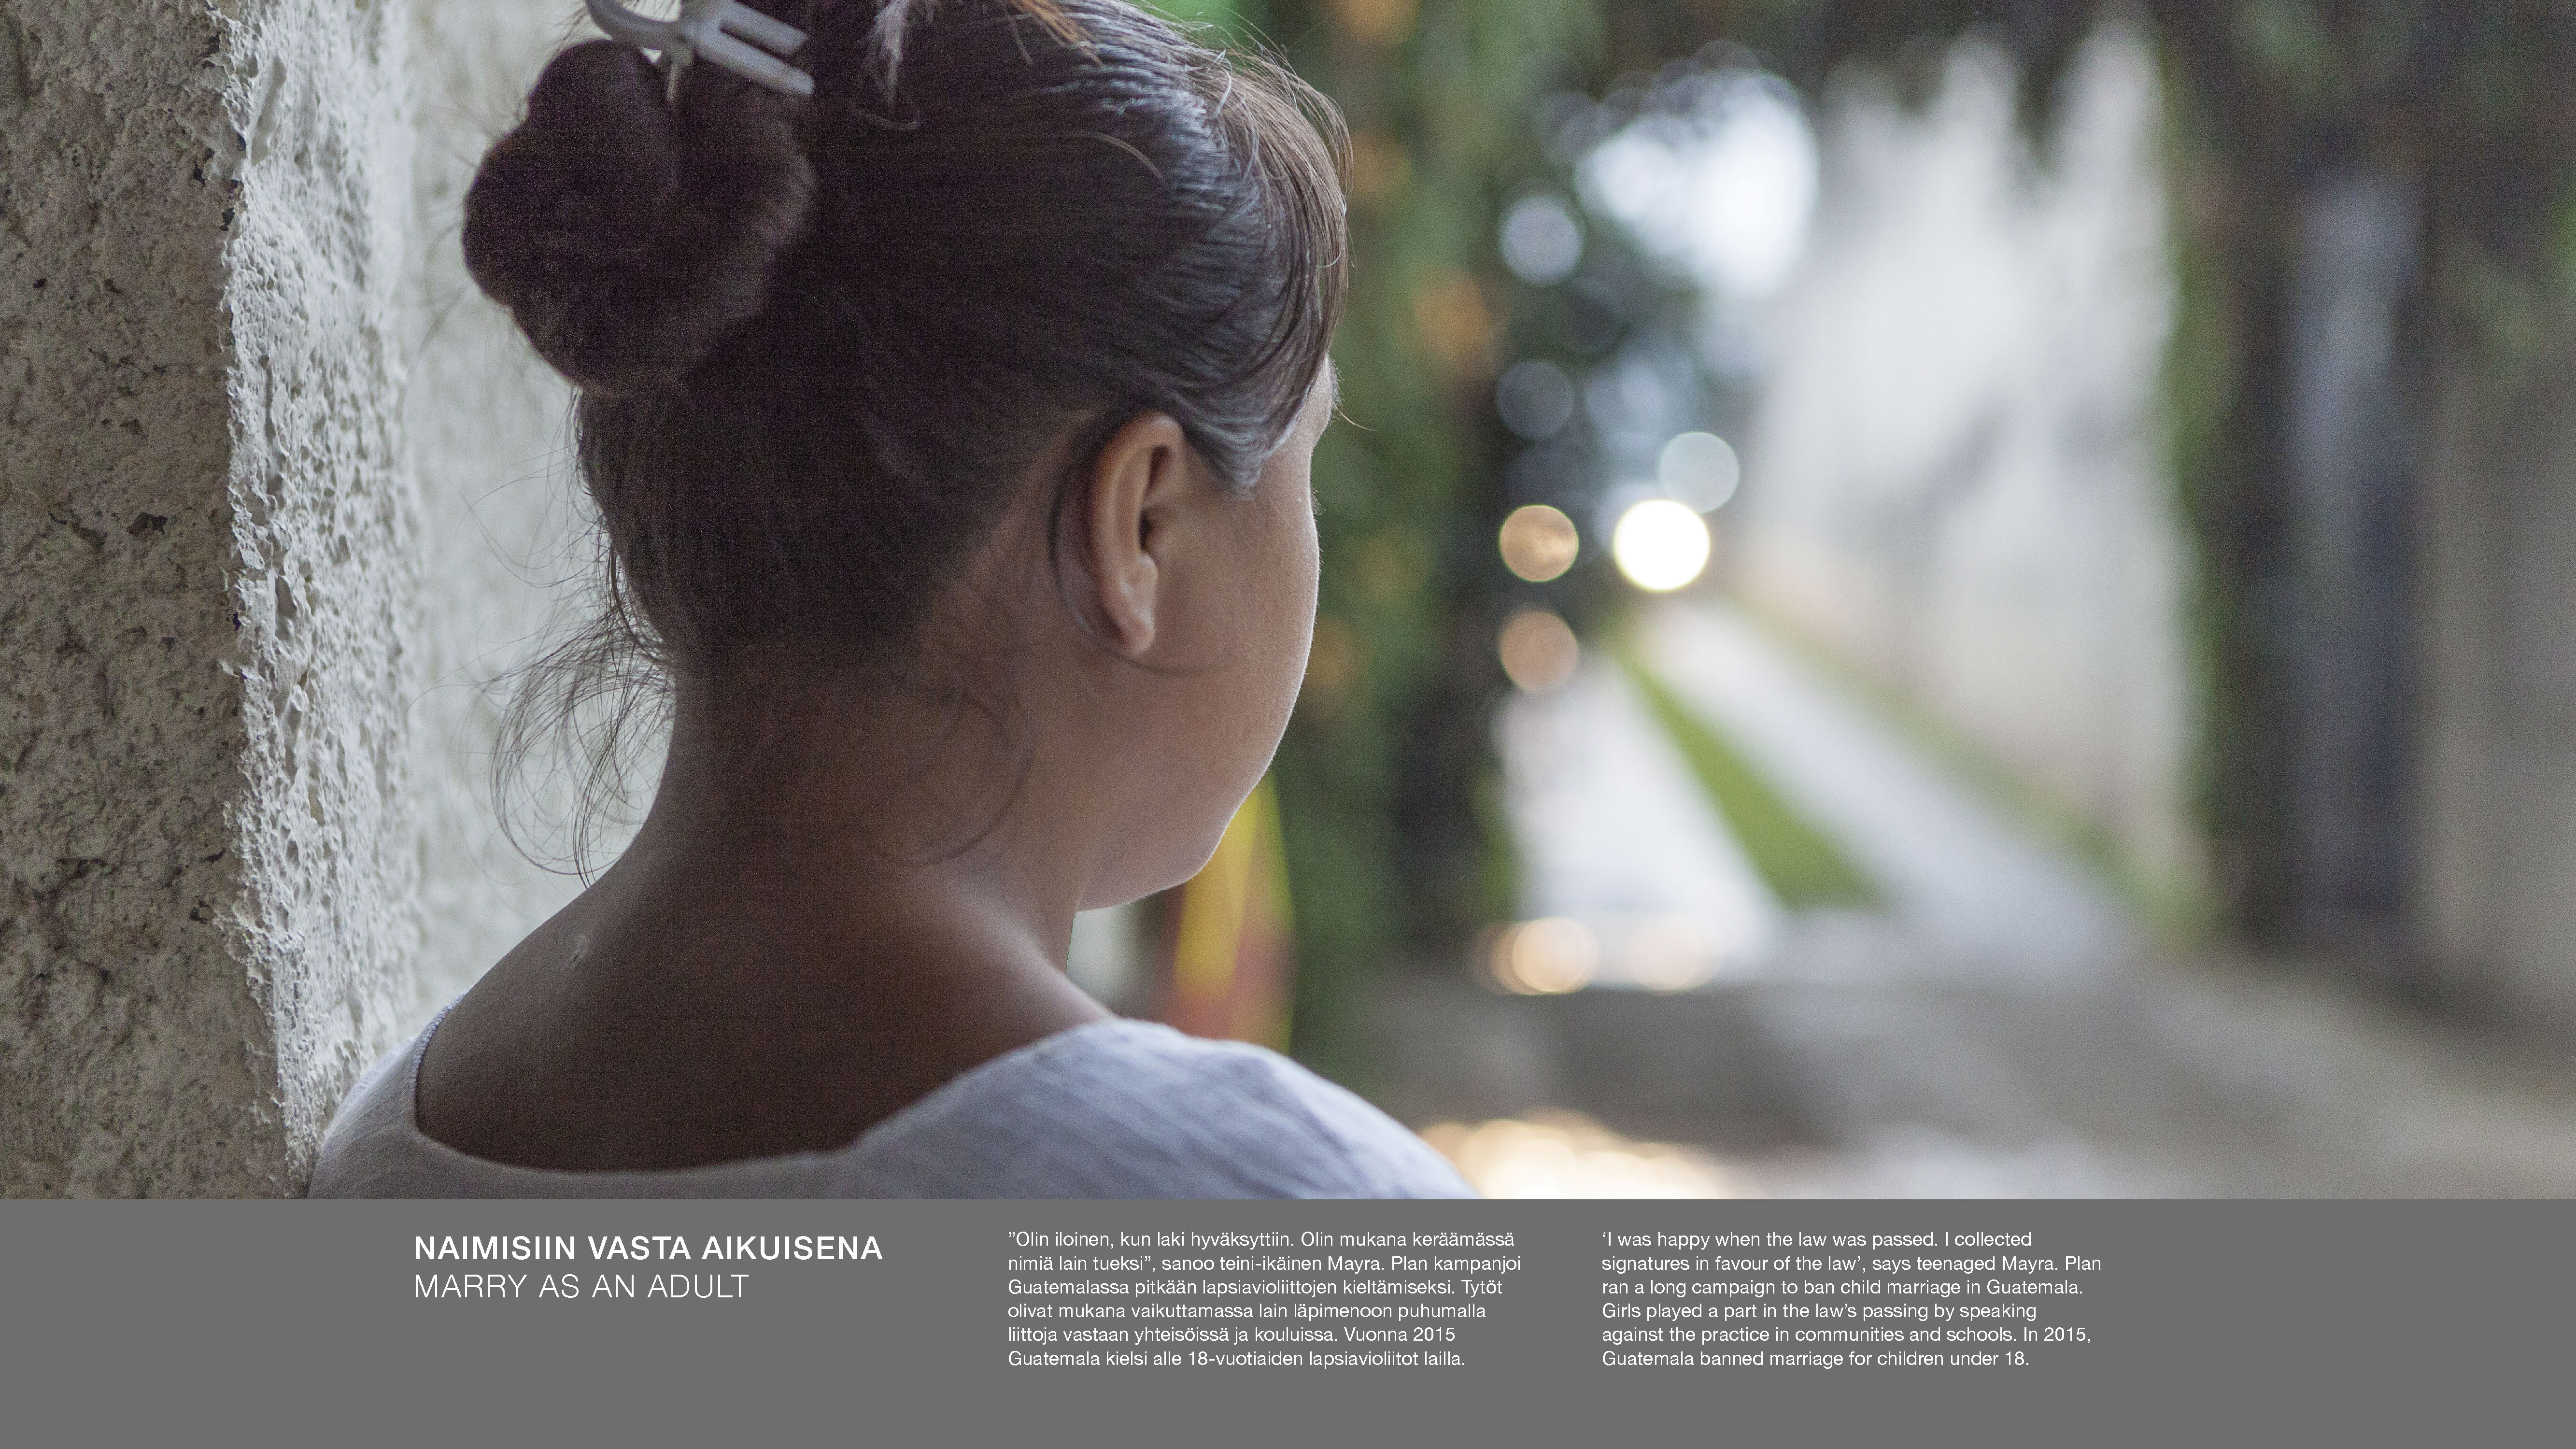 NAIMISIIN VASTA AIKUISENA
MARRY AS AN ADULT
”Olin iloinen, kun laki hyväksyttiin. Olin mukana keräämässä
nimiä lain tueksi”, sanoo teini-ikäinen Mayra. Plan kampanjoi
Guatemalassa pitkään lapsiavioliittojen kieltämiseksi. Tytöt
olivat mukana vaikuttamassa lain läpimenoon puhumalla
liittoja vastaan yhteisöissä ja kouluissa. Vuonna 2015
Guatemala kielsi alle 18-vuotiaiden lapsiavioliitot lailla.
‘I was happy when the law was passed. I collected
signatures in favour of the law’, says teenaged Mayra. Plan
ran a long campaign to ban child marriage in Guatemala.
Girls played a part in the law’s passing by speaking
against the practice in communities and schools. In 2015,
Guatemala banned marriage for children under 18.